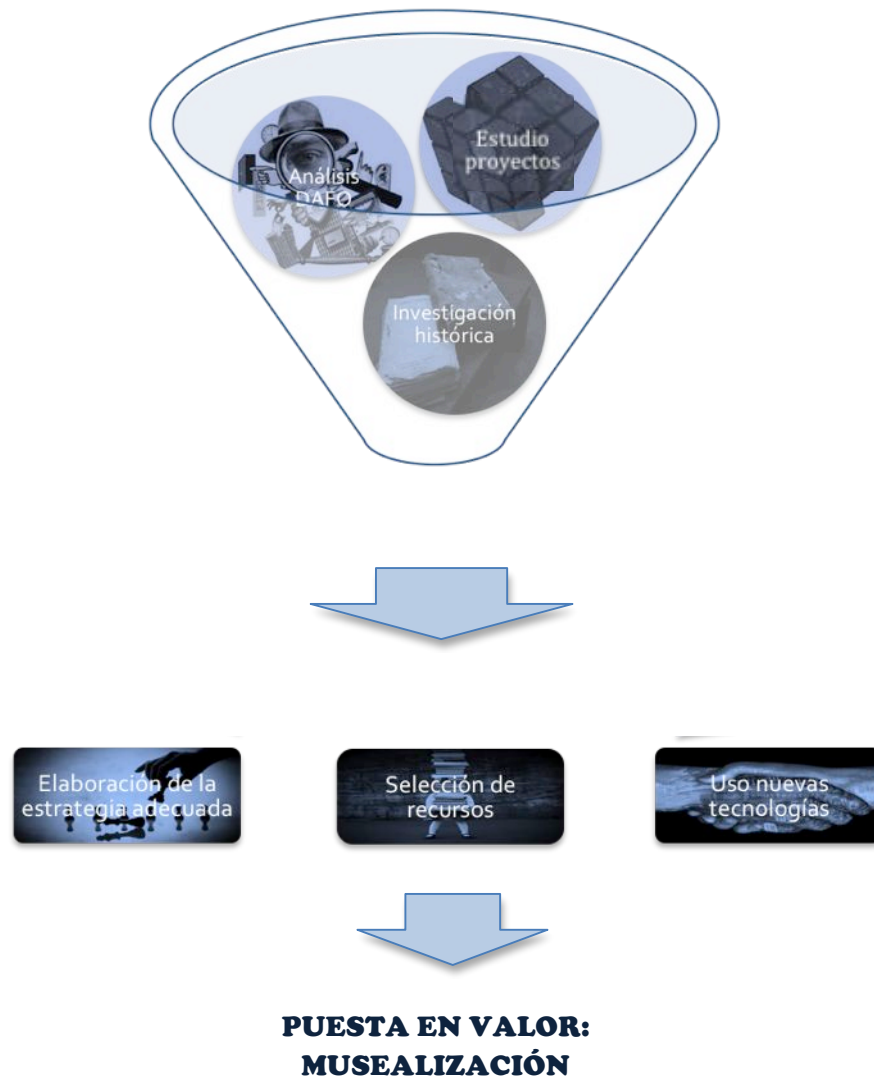 Estudio
proyectos
Análisis
DAFO
Investigación
histórica
Elaboración de la
estrategia adecuada
Selección de
recursos
Uso nuevas
tecnologías
PUESTA EN VALOR:
MUSEALIZACIÓN